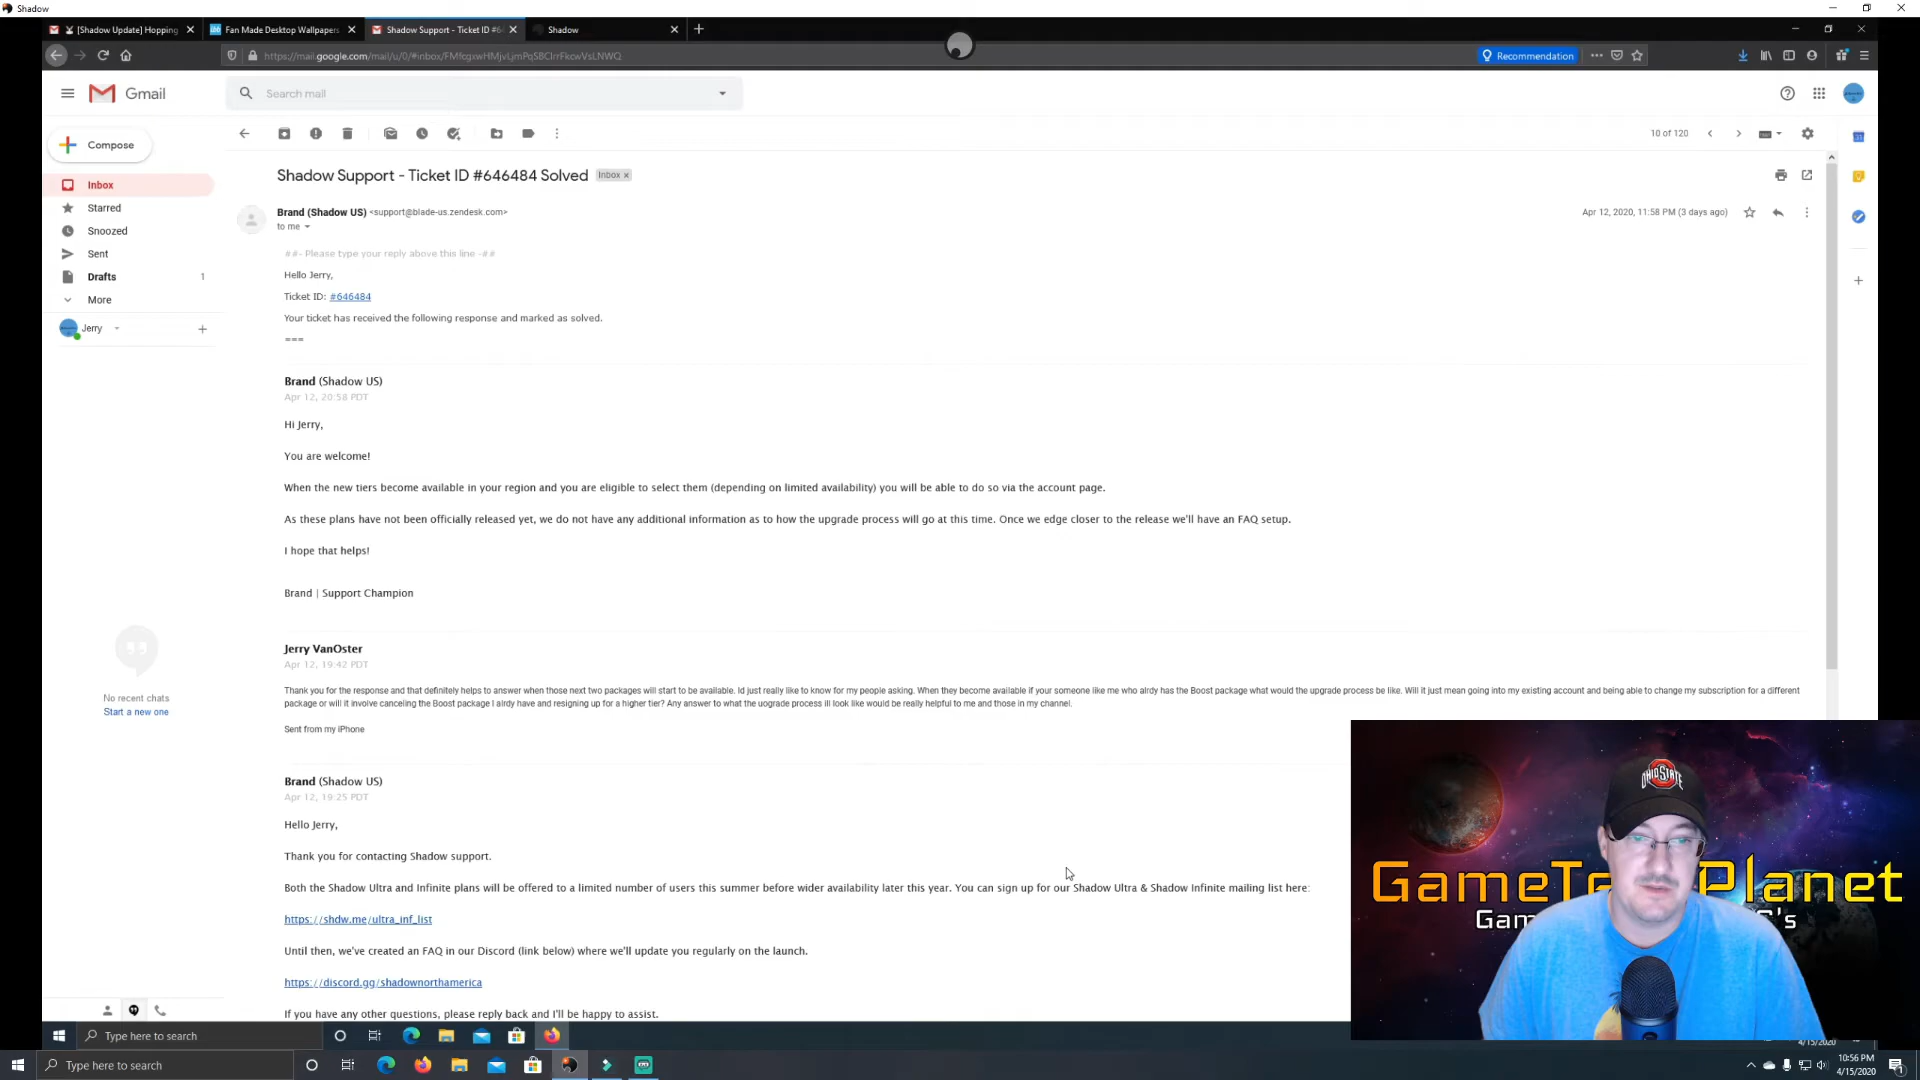 Shadow
[Shadow Update] Hopping
Fan Made Desktop Wallpapers
Shadow Support - Ticket ID #6
Shadow
https://mail.google.com/mail/u/0/#inbox/
Recommendation
Gmail
Search mail
Compose
10 of 120
Inbox
Starred
Snoozed
Sent
Drafts 1
More
Jerry
Shadow Support - Ticket ID #646484 Solved Inbox x
Brand (Shadow US) <support@blade-us.zendesk.com>
Apr 12, 2020, 11:58 PM (3 days ago)
to me
##- Please type your reply above this line -##
Hello Jerry,
Ticket ID: #646484
Your ticket has received the following response and marked as solved.
===
Brand (Shadow US)
Apr 12, 20:58 PDT
Hi Jerry,
You are welcome!
When the new tiers become available in your region and you are eligible to select them (depending on limited availability) you will be able to do so via the account page.
As these plans have not been officially released yet, we do not have any additional information as to how the upgrade process will go at this time. Once we edge closer to the release we'll have an FAQ setup.
I hope that helps!
Brand | Support Champion
Jerry VanOster
Apr 12, 19:42 PDT
Thank you for the response and that definitely helps to answer when those next two packages will start to be available. Id just really like to know for my people asking. When they become available if your someone like me who alrdy has the Boost package what would the upgrade process be like. Will it just mean going into my existing account and being able to change my subscription for a different
package or will it involve canceling the Boost package I alrdy have and resigning up for a higher tier? Any answer to what the uograde process ill look like would be really helpful to me and those in my channel.
Sent from my iPhone
Brand (Shadow US)
Apr 12, 19:25 PDT
Hello Jerry,
Thank you for contacting Shadow support.
Both the Shadow Ultra and Infinite plans will be offered to a limited number of users this summer before wider availability later this year. You can sign up for our Shadow Ultra & Shadow Infinite mailing list here:
https://shdw.me/ultra_inf_list
Until then, we've created an FAQ in our Discord (link below) where we'll update you regularly on the launch.
https://discord.gg/shadownorthamerica
If you have any other questions, please reply back and I'll be happy to assist.
No recent chats
Start a new one
OHIO STATE
GameTe Planet
Gam 's
Type here to search
4/15/2020
Type here to search
10:56 PM
4/15/2020